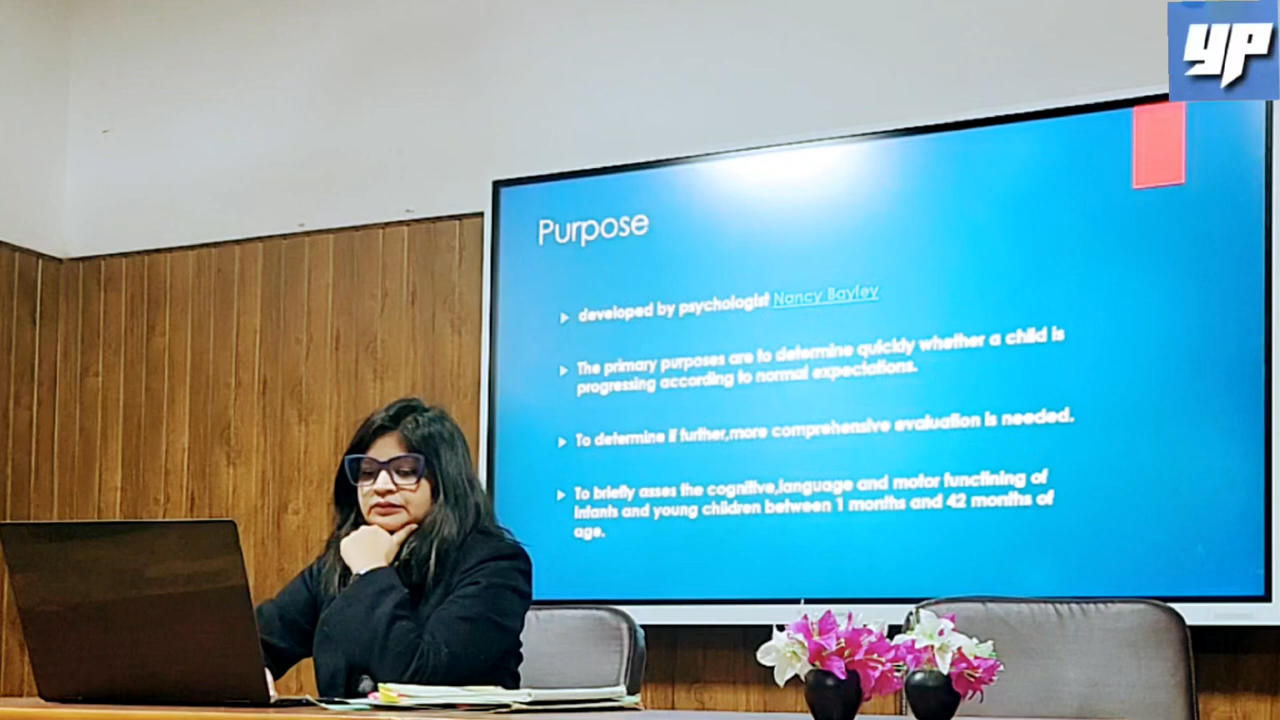 YP
Purpose
developed by psychologist Nancy Bayley
The primary purposes are to determine quickly whether a child is
progressing according to normal expectations.
To determine if further,more comprehensive evaluation is needed.
To briefly asses the cognitive,language and motor functining of
infants and young children between 1 months and 42 months of
age.